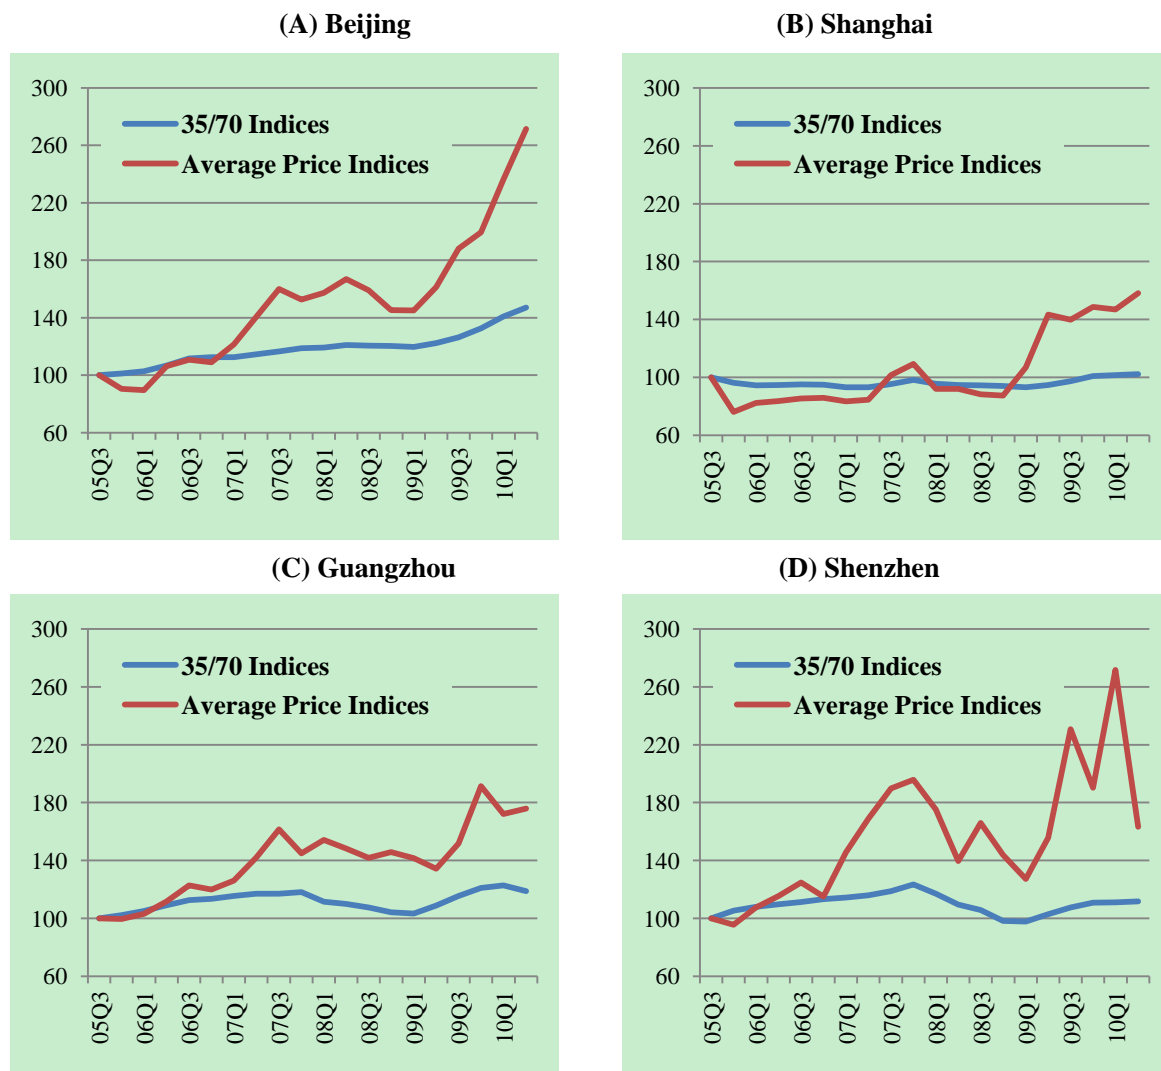 (A) Beijing
300
260
220
180
140
100
60
35/70 Indices
Average Price Indices
05Q3
06Q1
06Q3
07Q1
07Q3
08Q1
08Q3
09Q1
09Q3
10Q1
(B) Shanghai
300
260
220
180
140
100
60
35/70 Indices
Average Price Indices
05Q3
06Q1
06Q3
07Q1
07Q3
08Q1
08Q3
09Q1
09Q3
10Q1
(C) Guangzhou
300
260
220
180
140
100
60
35/70 Indices
Average Price Indices
05Q3
06Q1
06Q3
07Q1
07Q3
08Q1
08Q3
09Q1
09Q3
10Q1
(D) Shenzhen
300
260
220
180
140
100
60
35/70 Indices
Average Price Indices
05Q3
06Q1
06Q3
07Q1
07Q3
08Q1
08Q3
09Q1
09Q3
10Q1